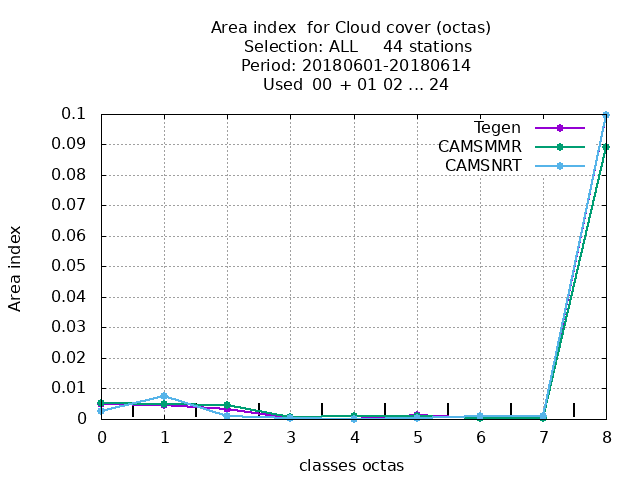 Area index  for Cloud cover (octas)
Selection: ALL     44 stations
Period: 20180601-20180614
Used  00 + 01 02 ... 24
Tegen
CAMSMMR
CAMSNRT
0.1
0.09
0.08
0.07
0.06
0.05
0.04
0.03
0.02
0.01
0
Area index
0 1 2 3 4 5 6 7 8
classes octas